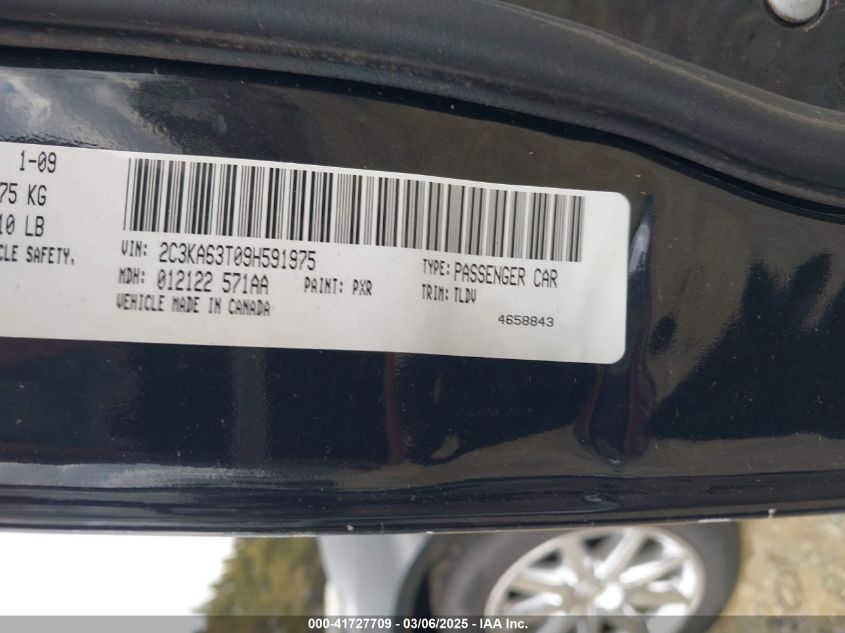 1-09
75 KG
10 LB
CLE SAFETY,
VIN: 2C3KA63T09H591975
TYPE: PASSENGER CAR
MDH: 012122 571AA PAINT: PXR
TRIM: TLDV
VEHICLE MADE IN CANADA
4658843
000-41727709 - 03/06/2025 - IAA Inc.